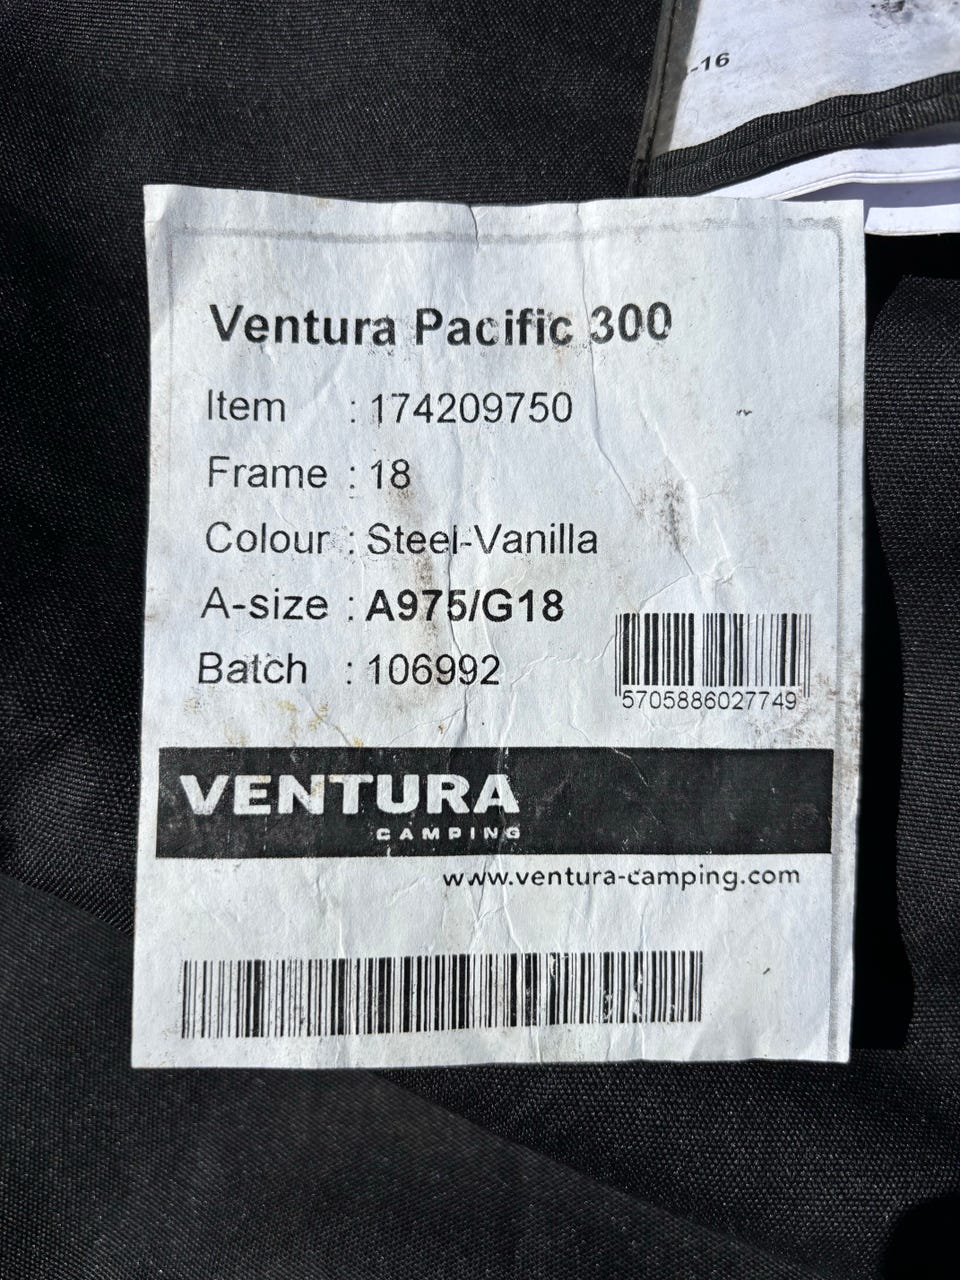 -16
Ventura Pacific 300
Item : 174209750
Frame : 18
Colour : Steel-Vanilla
A-size : A975/G18
Batch : 106992
5705886027749
VENTURA
CAMPING
www.ventura-camping.com